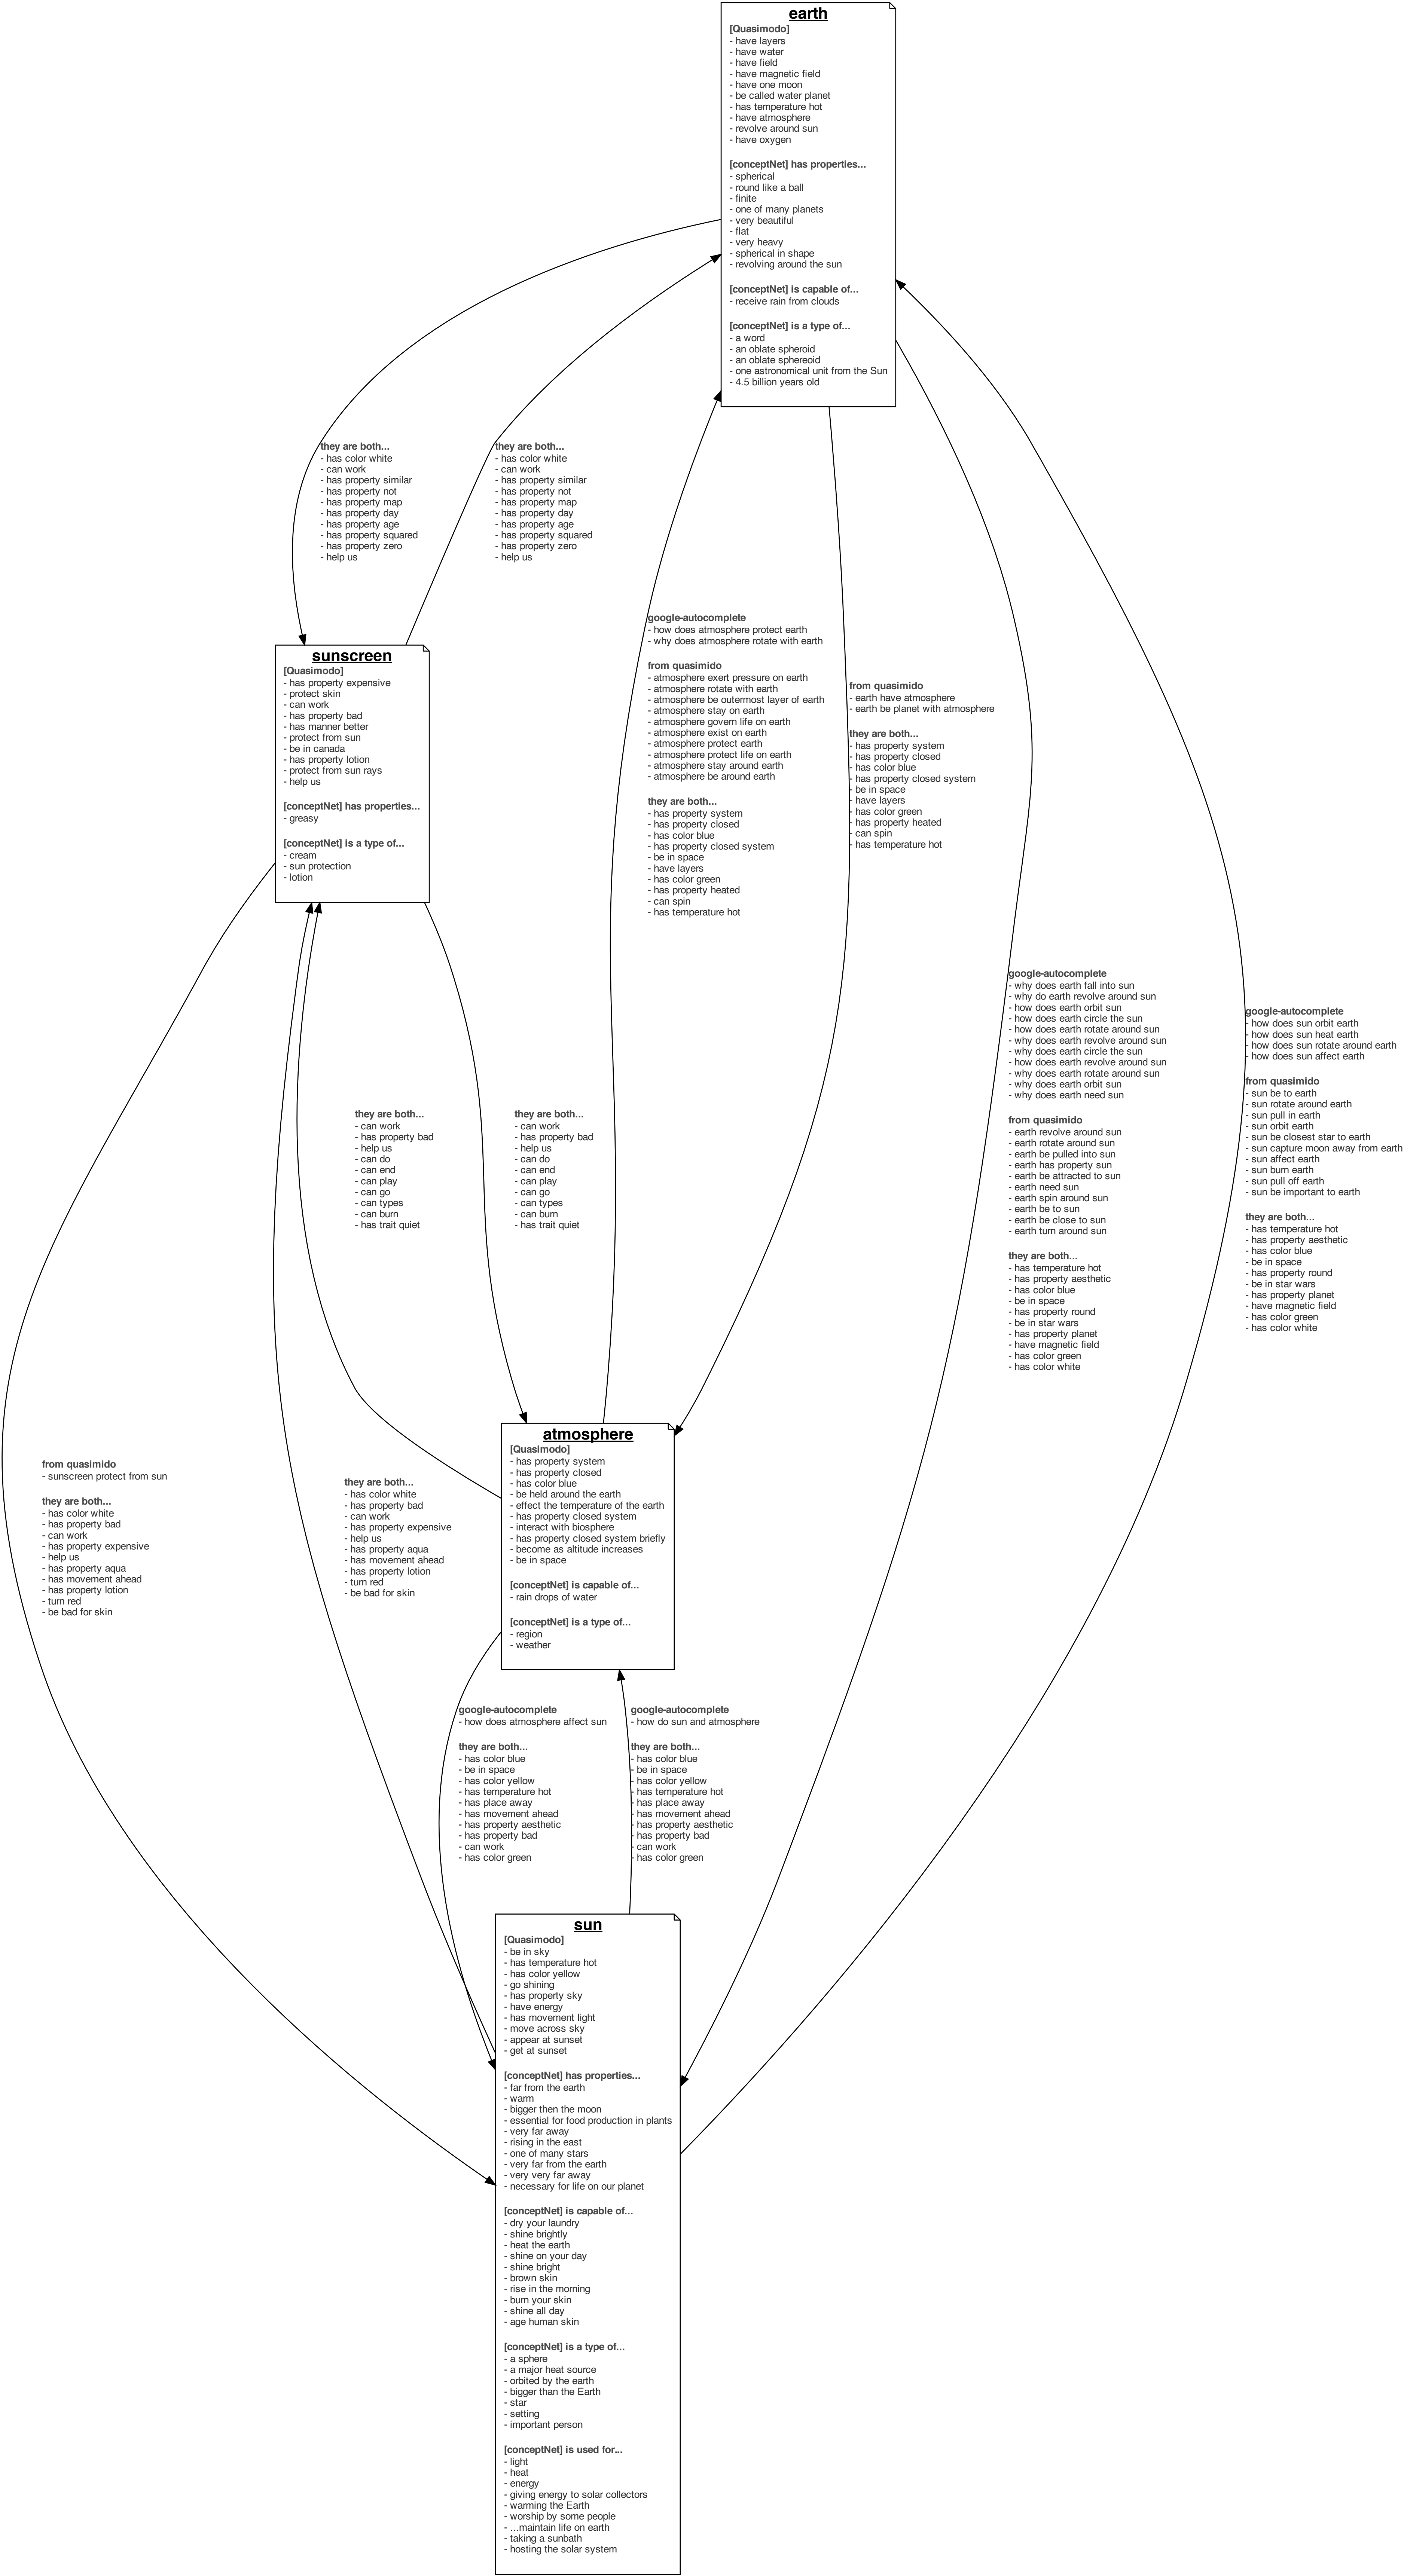 earth
[Quasimodo]
- have layers
- have water
- have field
- have magnetic field
- have one moon
- be called water planet
- has temperature hot
- have atmosphere
- revolve around sun
- have oxygen
[conceptNet] has properties...
- spherical
- round like a ball
- finite
- one of many planets
- very beautiful
- flat
- very heavy
- spherical in shape
- revolving around the sun
[conceptNet] is capable of...
- receive rain from clouds
[conceptNet] is a type of...
- a word
- an oblate spheroid
- an oblate sphereoid
- one astronomical unit from the Sun
- 4.5 billion years old
they are both...
- has color white
- can work
- has property similar
- has property not
- has property map
- has property day
- has property age
- has property squared
- has property zero
- help us
they are both...
- has color white
- can work
- has property similar
- has property not
- has property map
- has property day
- has property age
- has property squared
- has property zero
- help us
google-autocomplete
- how does atmosphere protect earth
- why does atmosphere rotate with earth
from quasimido
- atmosphere exert pressure on earth
- atmosphere rotate with earth
- atmosphere be outermost layer of earth
- atmosphere stay on earth
- atmosphere govern life on earth
- atmosphere exist on earth
- atmosphere protect earth
- atmosphere protect life on earth
- atmosphere stay around earth
- atmosphere be around earth
they are both...
- has property system
- has property closed
- has color blue
- has property closed system
- be in space
- have layers
- has color green
- has property heated
- can spin
- has temperature hot
from quasimido
- earth have atmosphere
- earth be planet with atmosphere
they are both...
- has property system
- has property closed
- has color blue
- has property closed system
- be in space
- have layers
- has color green
- has property heated
- can spin
- has temperature hot
sunscreen
[Quasimodo]
- has property expensive
- protect skin
- can work
- has property bad
- has manner better
- protect from sun
- be in canada
- has property lotion
- protect from sun rays
- help us
[conceptNet] has properties...
- greasy
[conceptNet] is a type of...
- cream
- sun protection
- lotion
google-autocomplete
- why does earth fall into sun
- why do earth revolve around sun
- how does earth orbit sun
- how does earth circle the sun
- how does earth rotate around sun
- why does earth revolve around sun
- why does earth circle the sun
- how does earth revolve around sun
- why does earth rotate around sun
- why does earth orbit sun
- why does earth need sun
from quasimido
- earth revolve around sun
- earth rotate around sun
- earth be pulled into sun
- earth has property sun
- earth be attracted to sun
- earth need sun
- earth spin around sun
- earth be to sun
- earth be close to sun
- earth turn around sun
they are both...
- has temperature hot
- has property aesthetic
- has color blue
- be in space
- has property round
- be in star wars
- has property planet
- have magnetic field
- has color green
- has color white
google-autocomplete
- how does sun orbit earth
- how does sun heat earth
- how does sun rotate around earth
- how does sun affect earth
from quasimido
- sun be to earth
- sun rotate around earth
- sun pull in earth
- sun orbit earth
- sun be closest star to earth
- sun capture moon away from earth
- sun affect earth
- sun burn earth
- sun pull off earth
- sun be important to earth
they are both...
- has temperature hot
- has property aesthetic
- has color blue
- be in space
- has property round
- be in star wars
- has property planet
- have magnetic field
- has color green
- has color white
they are both...
- can work
- has property bad
- help us
- can do
- can end
- can play
- can go
- can types
- can burn
- has trait quiet
they are both...
- can work
- has property bad
- help us
- can do
- can end
- can play
- can go
- can types
- can burn
- has trait quiet
from quasimido
- sunscreen protect from sun
they are both...
- has color white
- has property bad
- can work
- has property expensive
- help us
- has property aqua
- has movement ahead
- has property lotion
- turn red
- be bad for skin
they are both...
- has color white
- has property bad
- can work
- has property expensive
- help us
- has property aqua
- has movement ahead
- has property lotion
- turn red
- be bad for skin
atmosphere
[Quasimodo]
- has property system
- has property closed
- has color blue
- be held around the earth
- effect the temperature of the earth
- has property closed system
- interact with biosphere
- has property closed system briefly
- become as altitude increases
- be in space
[conceptNet] is capable of...
- rain drops of water
[conceptNet] is a type of...
- region
- weather
google-autocomplete
- how does atmosphere affect sun
they are both...
- has color blue
- be in space
- has color yellow
- has temperature hot
- has place away
- has movement ahead
- has property aesthetic
- has property bad
- can work
- has color green
google-autocomplete
- how do sun and atmosphere
they are both...
- has color blue
- be in space
- has color yellow
- has temperature hot
- has place away
- has movement ahead
- has property aesthetic
- has property bad
- can work
- has color green
sun
[Quasimodo]
- be in sky
- has temperature hot
- has color yellow
- go shining
- has property sky
- have energy
- has movement light
- move across sky
- appear at sunset
- get at sunset
[conceptNet] has properties...
- far from the earth
- warm
- bigger then the moon
- essential for food production in plants
- very far away
- rising in the east
- one of many stars
- very far from the earth
- very very far away
- necessary for life on our planet
[conceptNet] is capable of...
- dry your laundry
- shine brightly
- heat the earth
- shine on your day
- shine bright
- brown skin
- rise in the morning
- burn your skin
- shine all day
- age human skin
[conceptNet] is a type of...
- a sphere
- a major heat source
- orbited by the earth
- bigger than the Earth
- star
- setting
- important person
[conceptNet] is used for...
- light
- heat
- energy
- giving energy to solar collectors
- warming the Earth
- worship by some people
- ...maintain life on earth
- taking a sunbath
- hosting the solar system